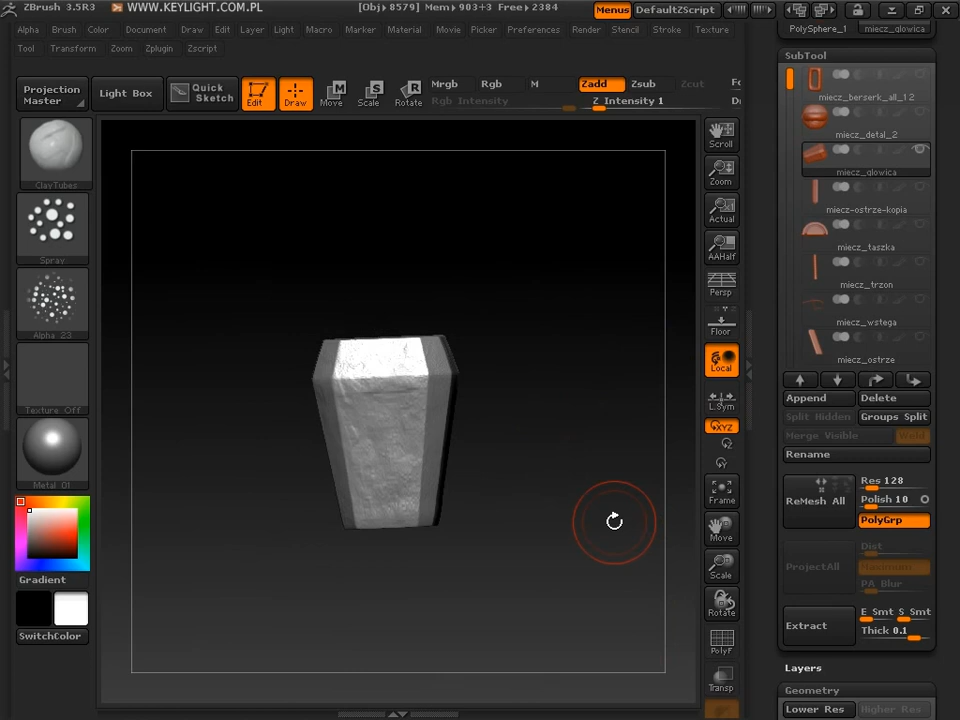 ZBrush 3.5R3 WWW.KEYLIGHT.COM.PL [Obj▸8579] Mem▸903+3 Free▸2384 Menus DefaultZScript
PolySphere_1 miecz_glowica
Alpha Brush Color Document Draw Edit Layer Light Macro Marker Material Movie Picker Preferences Render Stencil Stroke Texture
Tool Transform Zoom Zplugin Zscript
SubTool
Projection Master
Light Box
Quick Sketch
Edit Draw Move Scale Rotate
Mrgb Rgb M Zadd Zsub Zcut
Rgb Intensity Z Intensity 1
miecz_berserk_all_12
miecz_detal_2
miecz_glowica
miecz-ostrze-kopia
miecz_taszka
miecz_trzon
miecz_wstega
miecz_ostrze
ClayTubes
Spray
Alpha 23
Texture Off
Metal 01
Gradient
SwitchColor
Scroll
Zoom
Actual
AAHalf
Persp
Floor
Local
L.Sym
XYZ
Frame
Move
Scale
Rotate
PolyF
Transp
Append Delete
Split Hidden Groups Split
Merge Visible Weld
Rename
ReMesh All
Res 128
Polish 10
PolyGrp
ProjectAll
Dist
PA Blur
Extract
E Smt S Smt
Thick 0.1
Layers
Geometry
Lower Res Higher Res